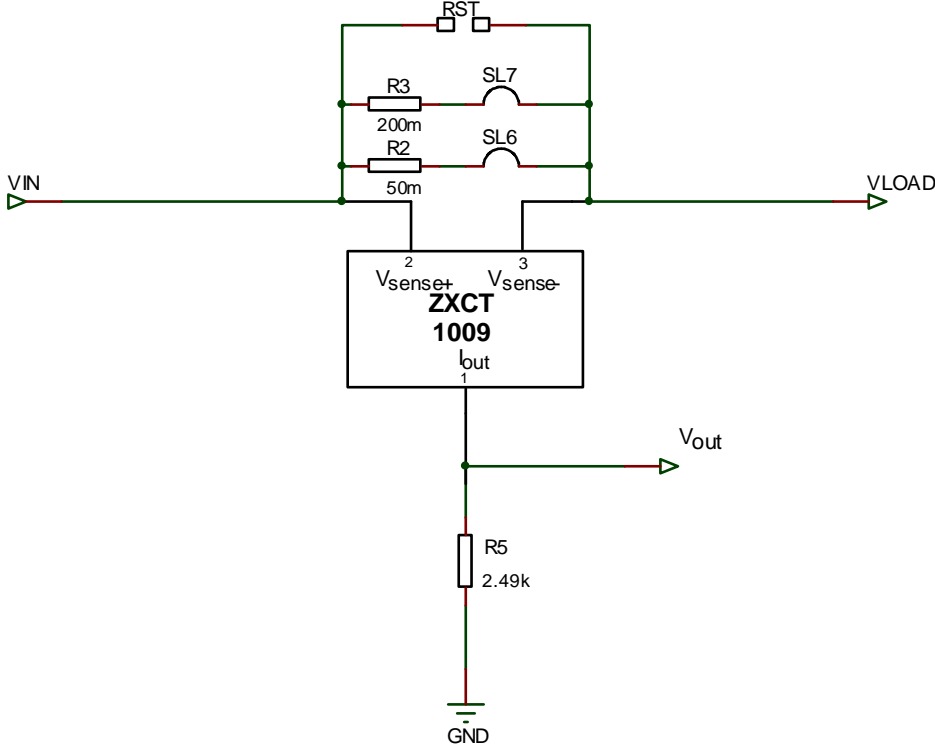 RST
R3
SL7
200m
R2
SL6
50m
VIN
VLOAD
2
3
Vsense+
Vsense-
ZXCT
1009
Iout
1
Vout
R5
2.49k
GND